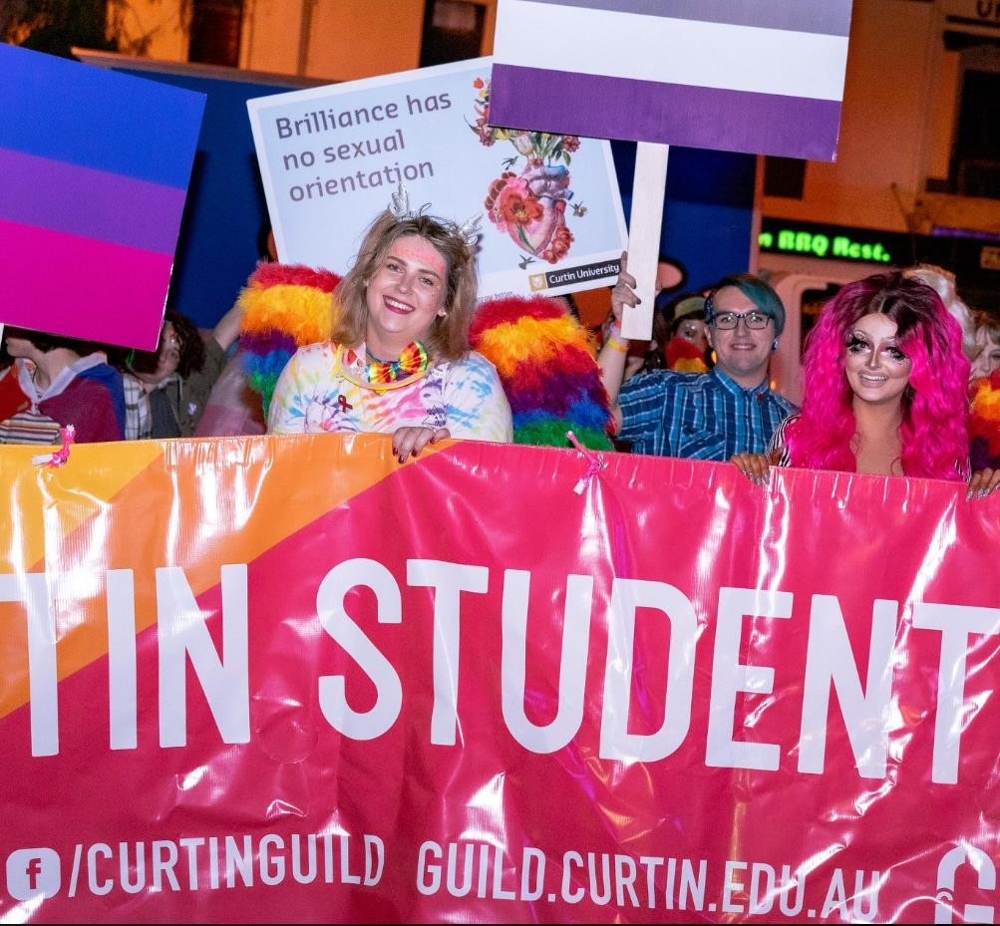 Brilliance has
no sexual
orientation
Curtin University
BBQ Rest.
TIN STUDENT
/CURTINGUILD GUILD.CURTIN.EDU.AU